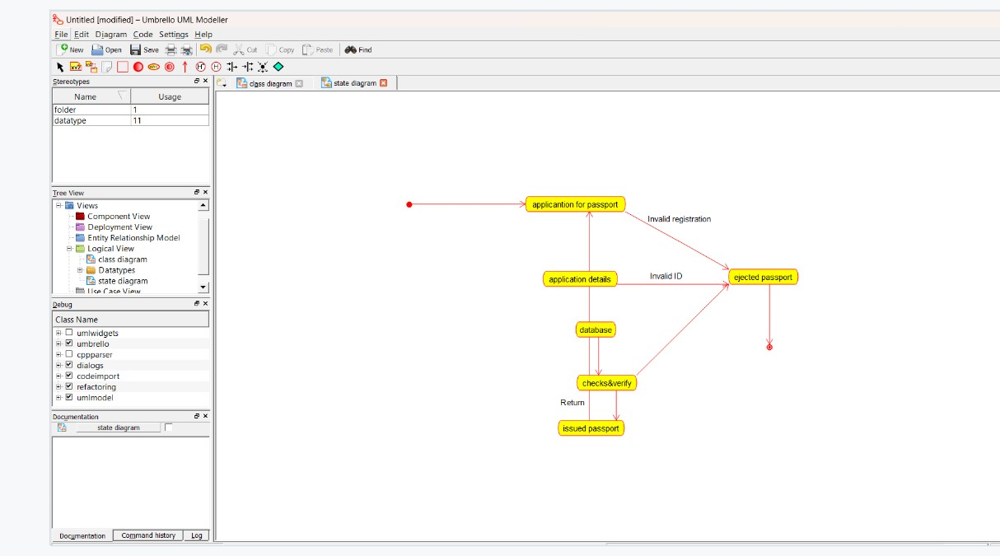 Untitled [modified] – Umbrello UML Modeller
File Edit Diagram Code Settings Help
New Open Save Cut Copy Paste Find
Stereotypes
Name Usage
folder 1
datatype 11
Tree View
Views
Component View
Deployment View
Entity Relationship Model
Logical View
class diagram
Datatypes
state diagram
Use Case View
Debug
Class Name
umlwidgets
umbrello
cppparser
dialogs
codeimport
refactoring
umlmodel
Documentation
state diagram
Documentation Command history Log
class diagram state diagram
applicantion for passport
Invalid registration
application details
Invalid ID
ejected passport
database
checks&verify
Return
issued passport